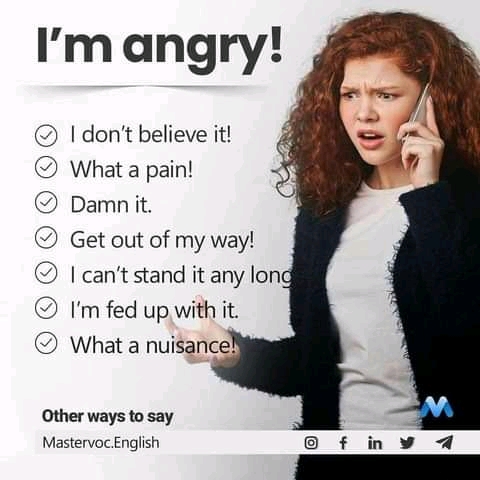 I'm angry!
I don't believe it!
What a pain!
Damn it.
Get out of my way!
I can't stand it any long
I'm fed up with it.
What a nuisance!
Other ways to say
Mastervoc.English